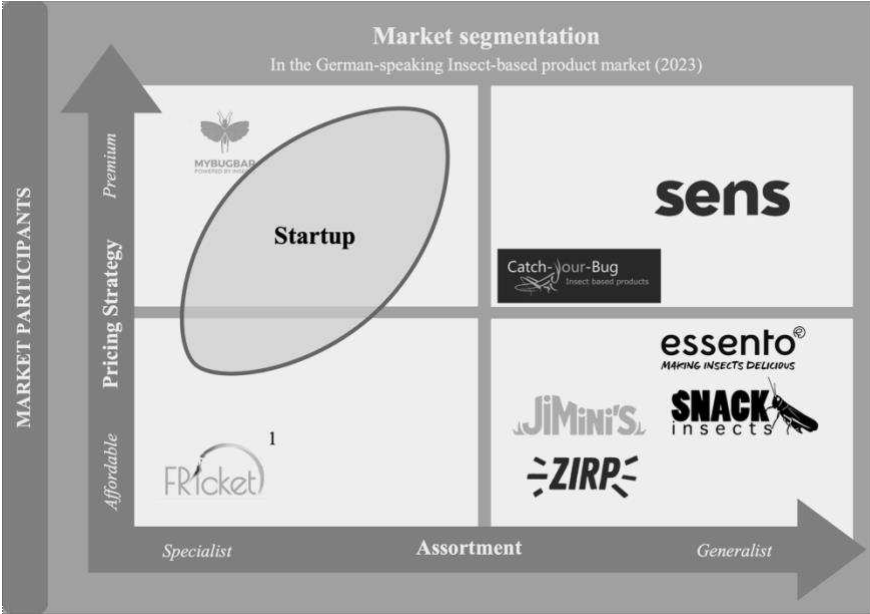 Market segmentation
In the German-speaking Insect-based product market (2023)
MARKET PARTICIPANTS
Pricing Strategy
Premium
Affordable
MYBUGBAR
Startup
sens
Catch-your-Bug
Insect based products
essento
MAKING INSECTS DELICIOUS
JiMiNi'S
SNACK
insects
FRicket
1
ZIRP
Specialist
Assortment
Generalist